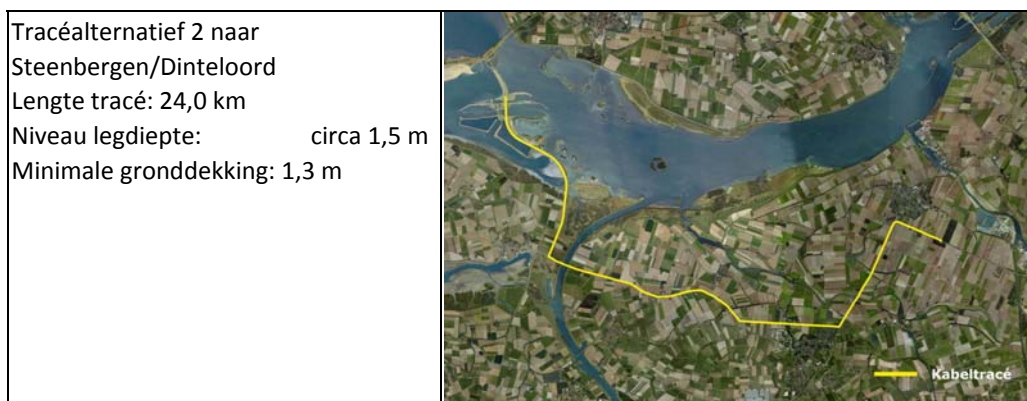 Tracéalternatief 2 naar
Steenbergen/Dinteloord
Lengte tracé: 24,0 km
Niveau legdiepte: circa 1,5 m
Minimale gronddekking: 1,3 m
Kabeltracé